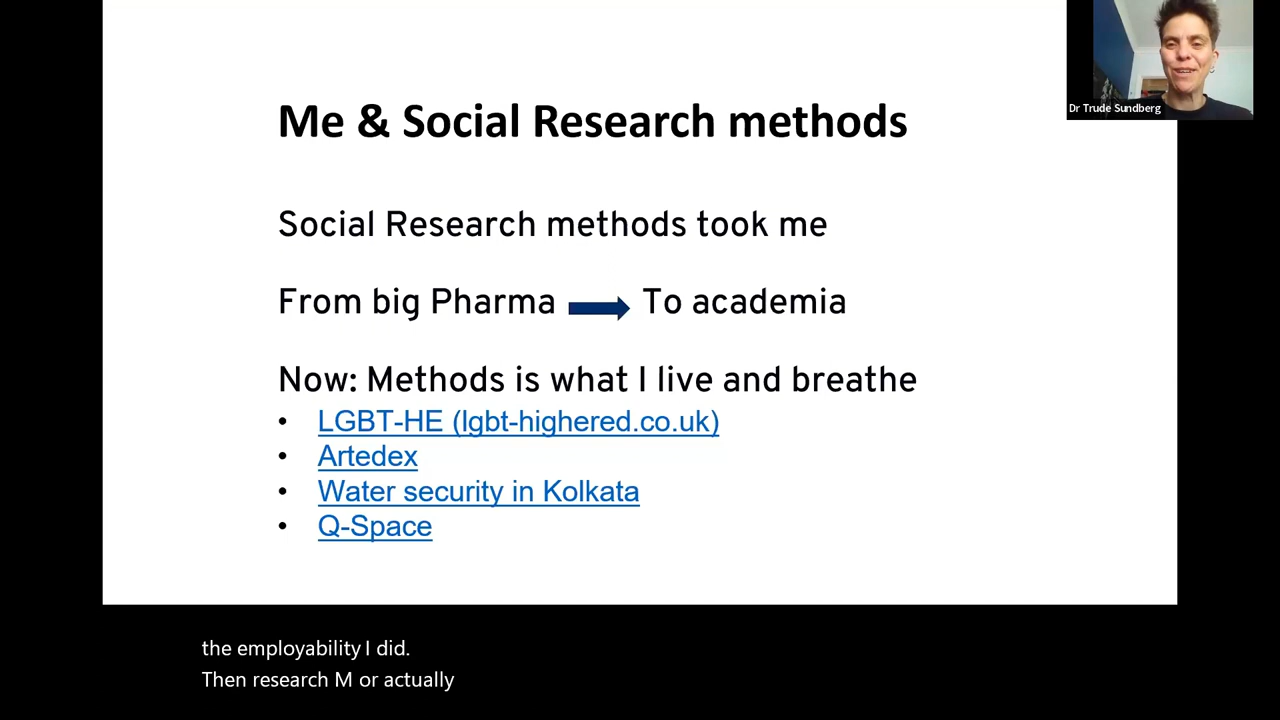 Me & Social Research methods
Dr Trude Sundberg
Social Research methods took me
From big Pharma To academia
Now: Methods is what I live and breathe
• LGBT-HE (lgbt-highered.co.uk)
• Artedex
• Water security in Kolkata
• Q-Space
the employability I did.
Then research M or actually